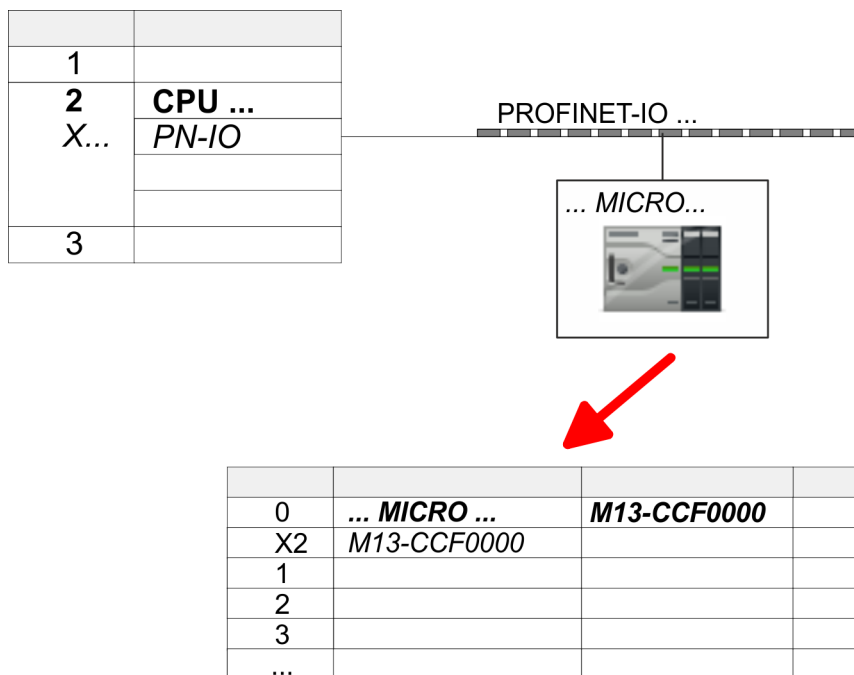 1
2 CPU ...
X... PN-IO
3
PROFINET-IO ...
... MICRO...
0 ... MICRO ... M13-CCF0000
X2 M13-CCF0000
1
2
3
...